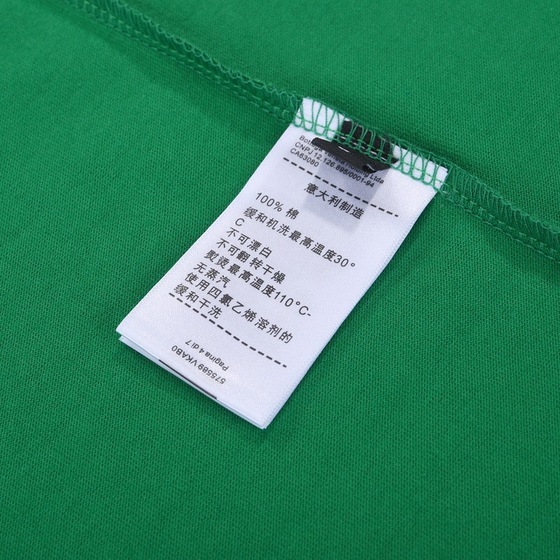 CNPJ 12.126.695/0001-94
CA63080
意大利制造
100% 棉
缓和机洗最高温度30°
C
不可漂白
不可翻转干燥
熨烫最高温度110°C-
无蒸汽
使用四氯乙烯溶剂的
缓和干洗
575589 VKAB0
Pagina 4 di 7